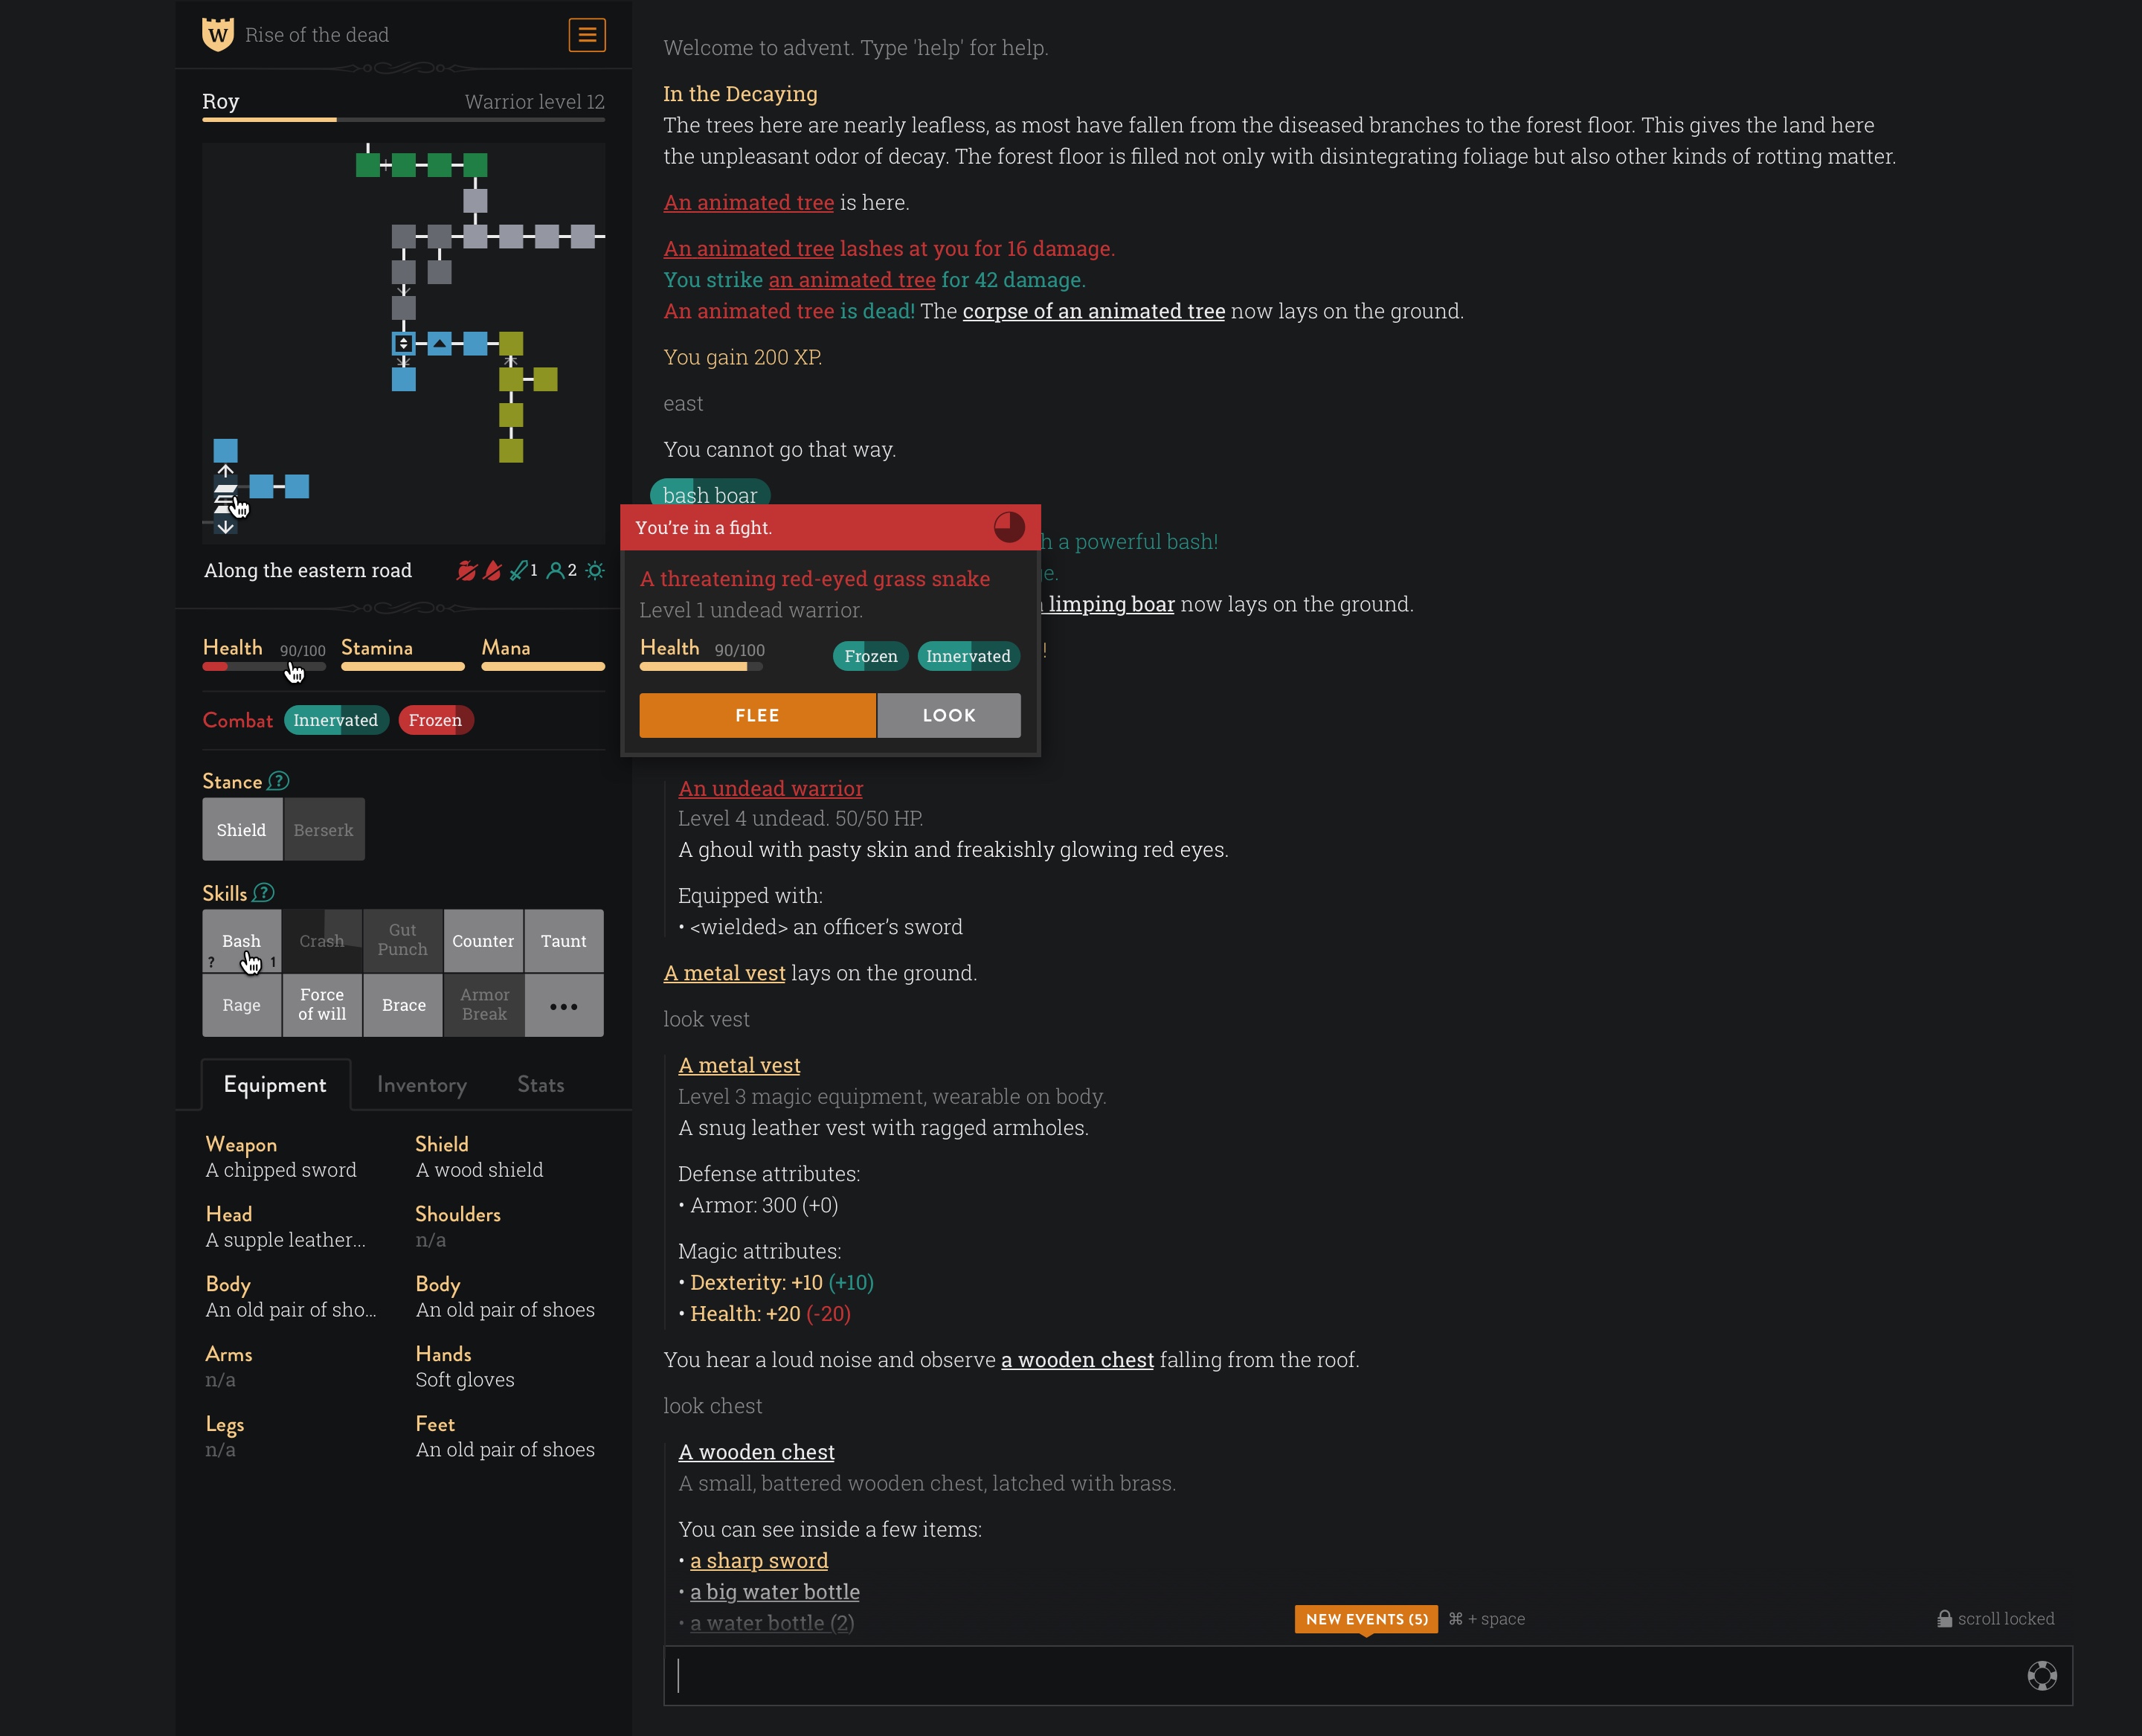 W Rise of the dead
Roy Warrior level 12
Along the eastern road 1 2
Health 90/100 Stamina Mana
Combat Innervated Frozen
Stance ?
Shield Berserk
Skills ?
Bash ? 1
Crash
Gut
Punch
Counter
Taunt
Rage
Force
of will
Brace
Armor
Break
•••
Equipment Inventory Stats
Weapon
A chipped sword
Shield
A wood shield
Head
A supple leather...
Shoulders
n/a
Body
An old pair of sho...
Body
An old pair of shoes
Arms
n/a
Hands
Soft gloves
Legs
n/a
Feet
An old pair of shoes
Welcome to advent. Type 'help' for help.
In the Decaying
The trees here are nearly leafless, as most have fallen from the diseased branches to the forest floor. This gives the land here
the unpleasant odor of decay. The forest floor is filled not only with disintegrating foliage but also other kinds of rotting matter.
An animated tree is here.
An animated tree lashes at you for 16 damage.
You strike an animated tree for 42 damage.
An animated tree is dead! The corpse of an animated tree now lays on the ground.
You gain 200 XP.
east
You cannot go that way.
bash boar
You're in a fight.
a powerful bash!
A threatening red-eyed grass snake
Level 1 undead warrior.
limping boar now lays on the ground.
Health 90/100 Frozen Innervated
!
FLEE LOOK
An undead warrior
Level 4 undead. 50/50 HP.
A ghoul with pasty skin and freakishly glowing red eyes.
Equipped with:
• <wielded> an officer's sword
A metal vest lays on the ground.
look vest
A metal vest
Level 3 magic equipment, wearable on body.
A snug leather vest with ragged armholes.
Defense attributes:
• Armor: 300 (+0)
Magic attributes:
• Dexterity: +10 (+10)
• Health: +20 (-20)
You hear a loud noise and observe a wooden chest falling from the roof.
look chest
A wooden chest
A small, battered wooden chest, latched with brass.
You can see inside a few items:
• a sharp sword
• a big water bottle
• a water bottle (2)
NEW EVENTS (5) ⌘ + space scroll locked